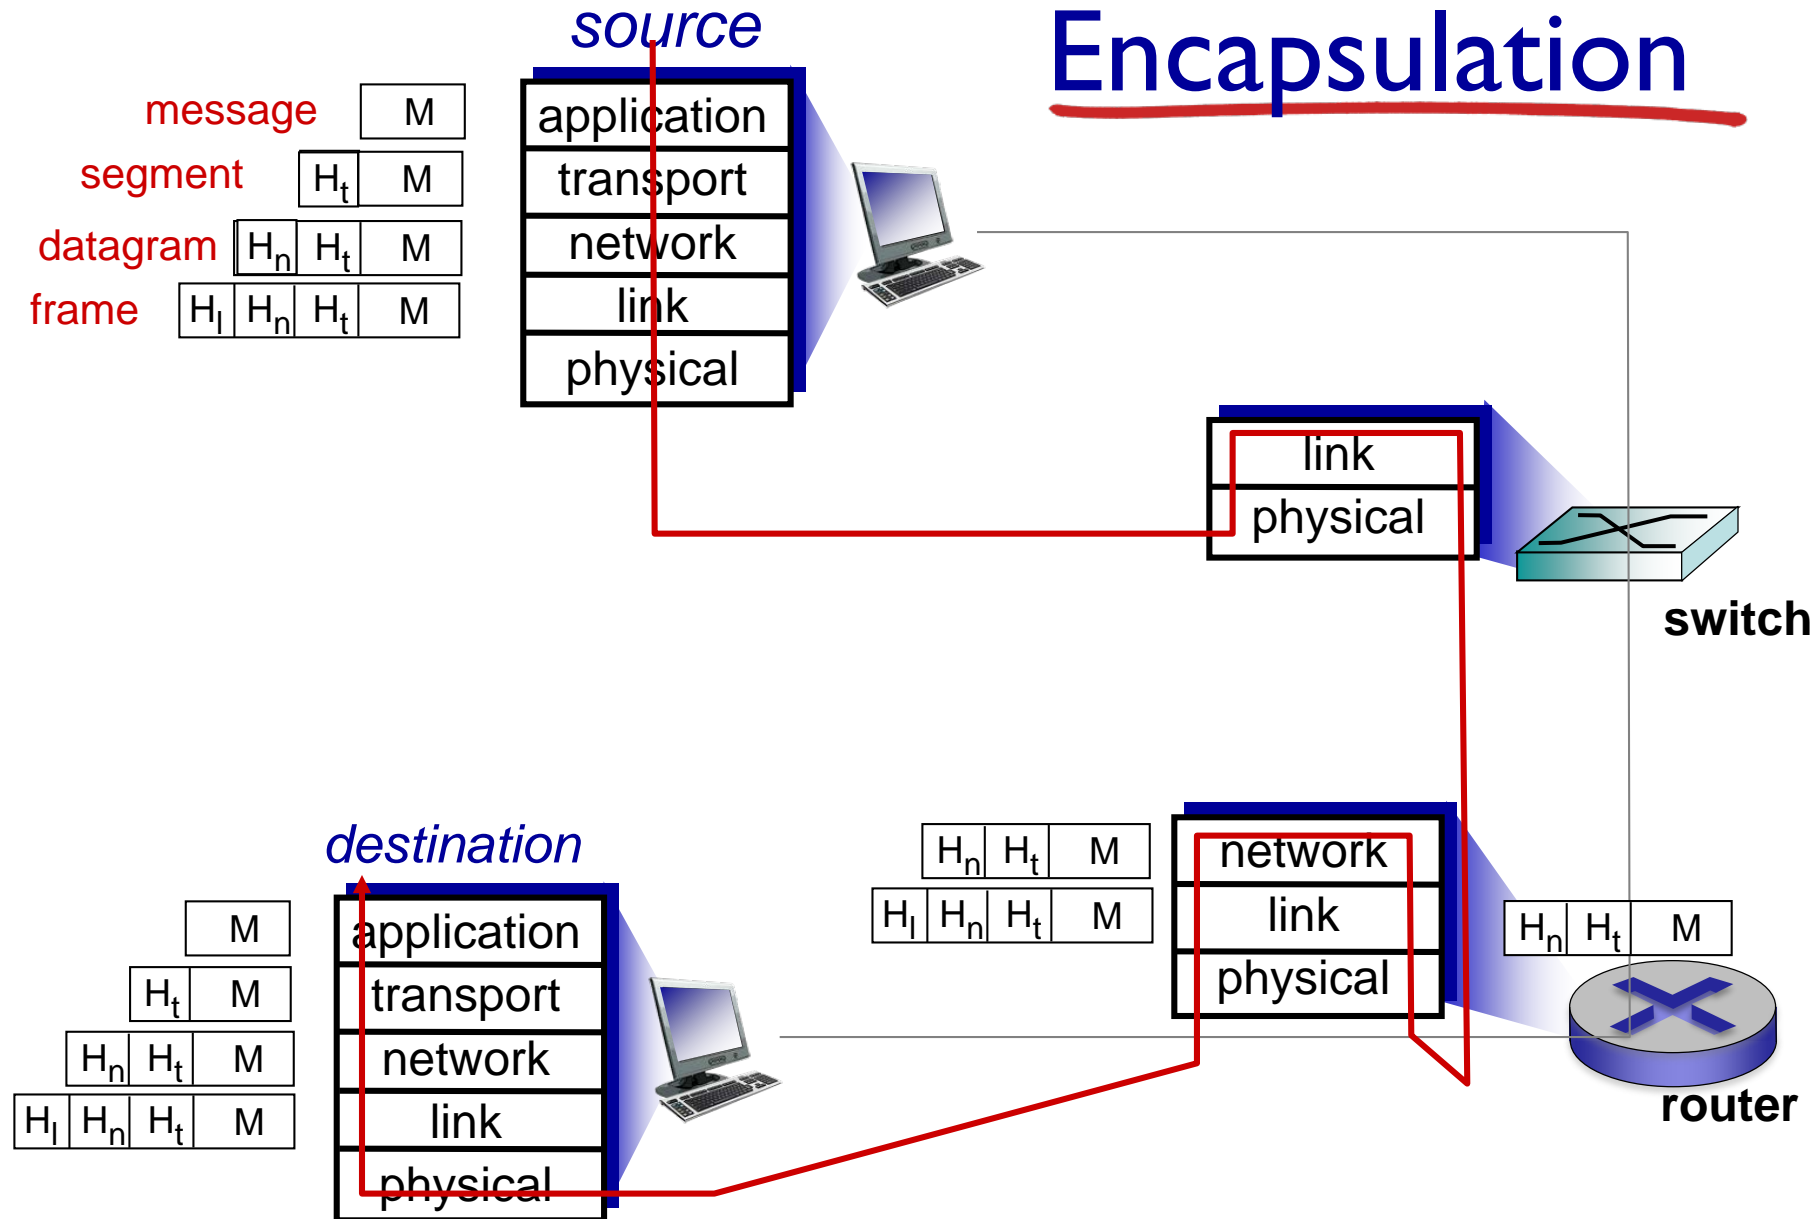 Encapsulation
source
message M
segment Ht M
datagram Hn Ht M
frame Hl Hn Ht M
application
transport
network
link
physical
link
physical
switch
Hn Ht M
Hl Hn Ht M
network
link
physical
Hn Ht M
router
destination
M
Ht M
Hn Ht M
Hl Hn Ht M
application
transport
network
link
physical